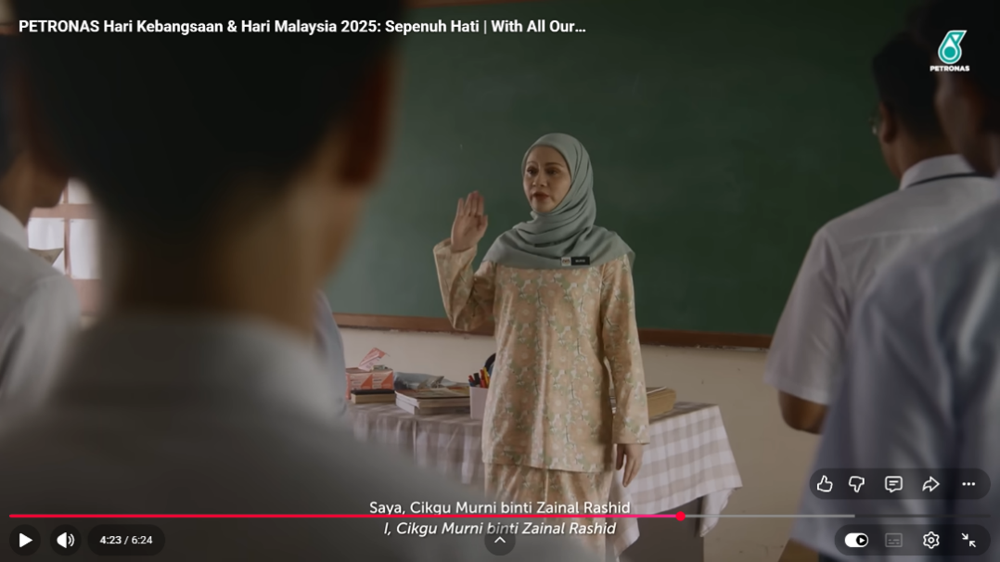 PETRONAS Hari Kebangsaan & Hari Malaysia 2025: Sepenuh Hati | With All Our...
PETRONAS
Saya, Cikgu Murni binti Zainal Rashid
I, Cikgu Murni binti Zainal Rashid
4:23 / 6:24